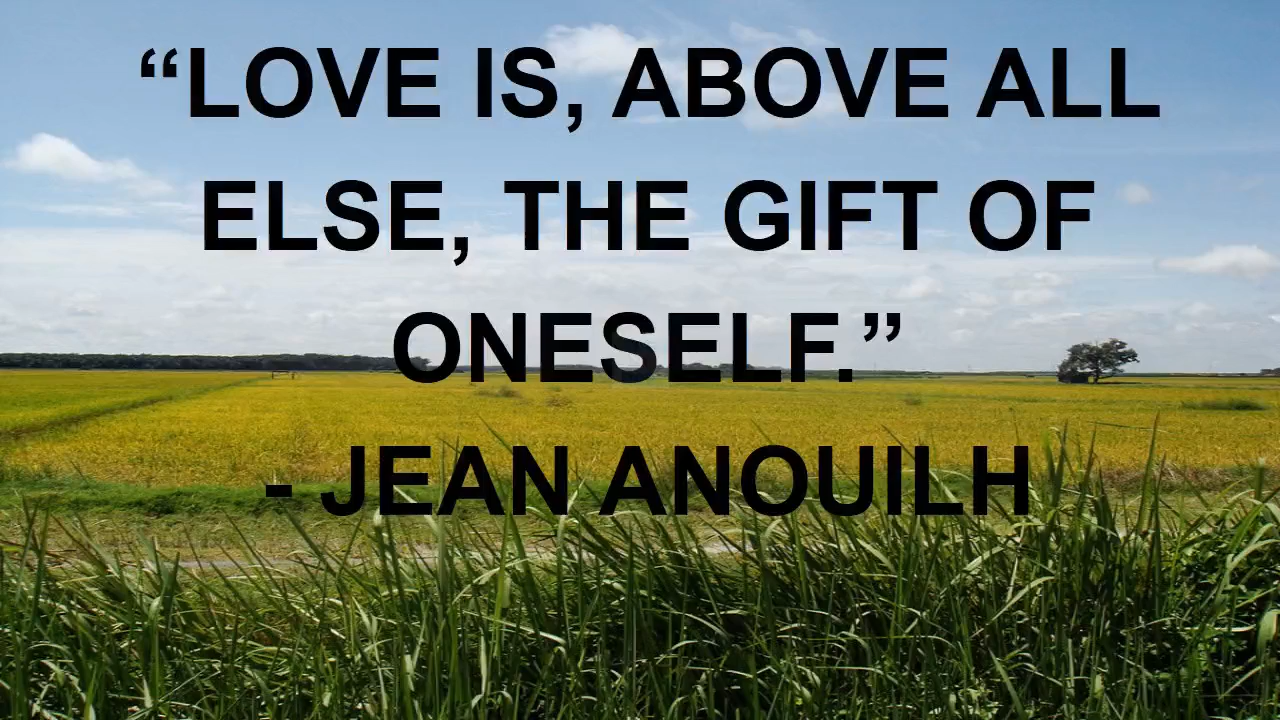 “LOVE IS, ABOVE ALL
ELSE, THE GIFT OF
ONESELF.”
- JEAN ANOUILH